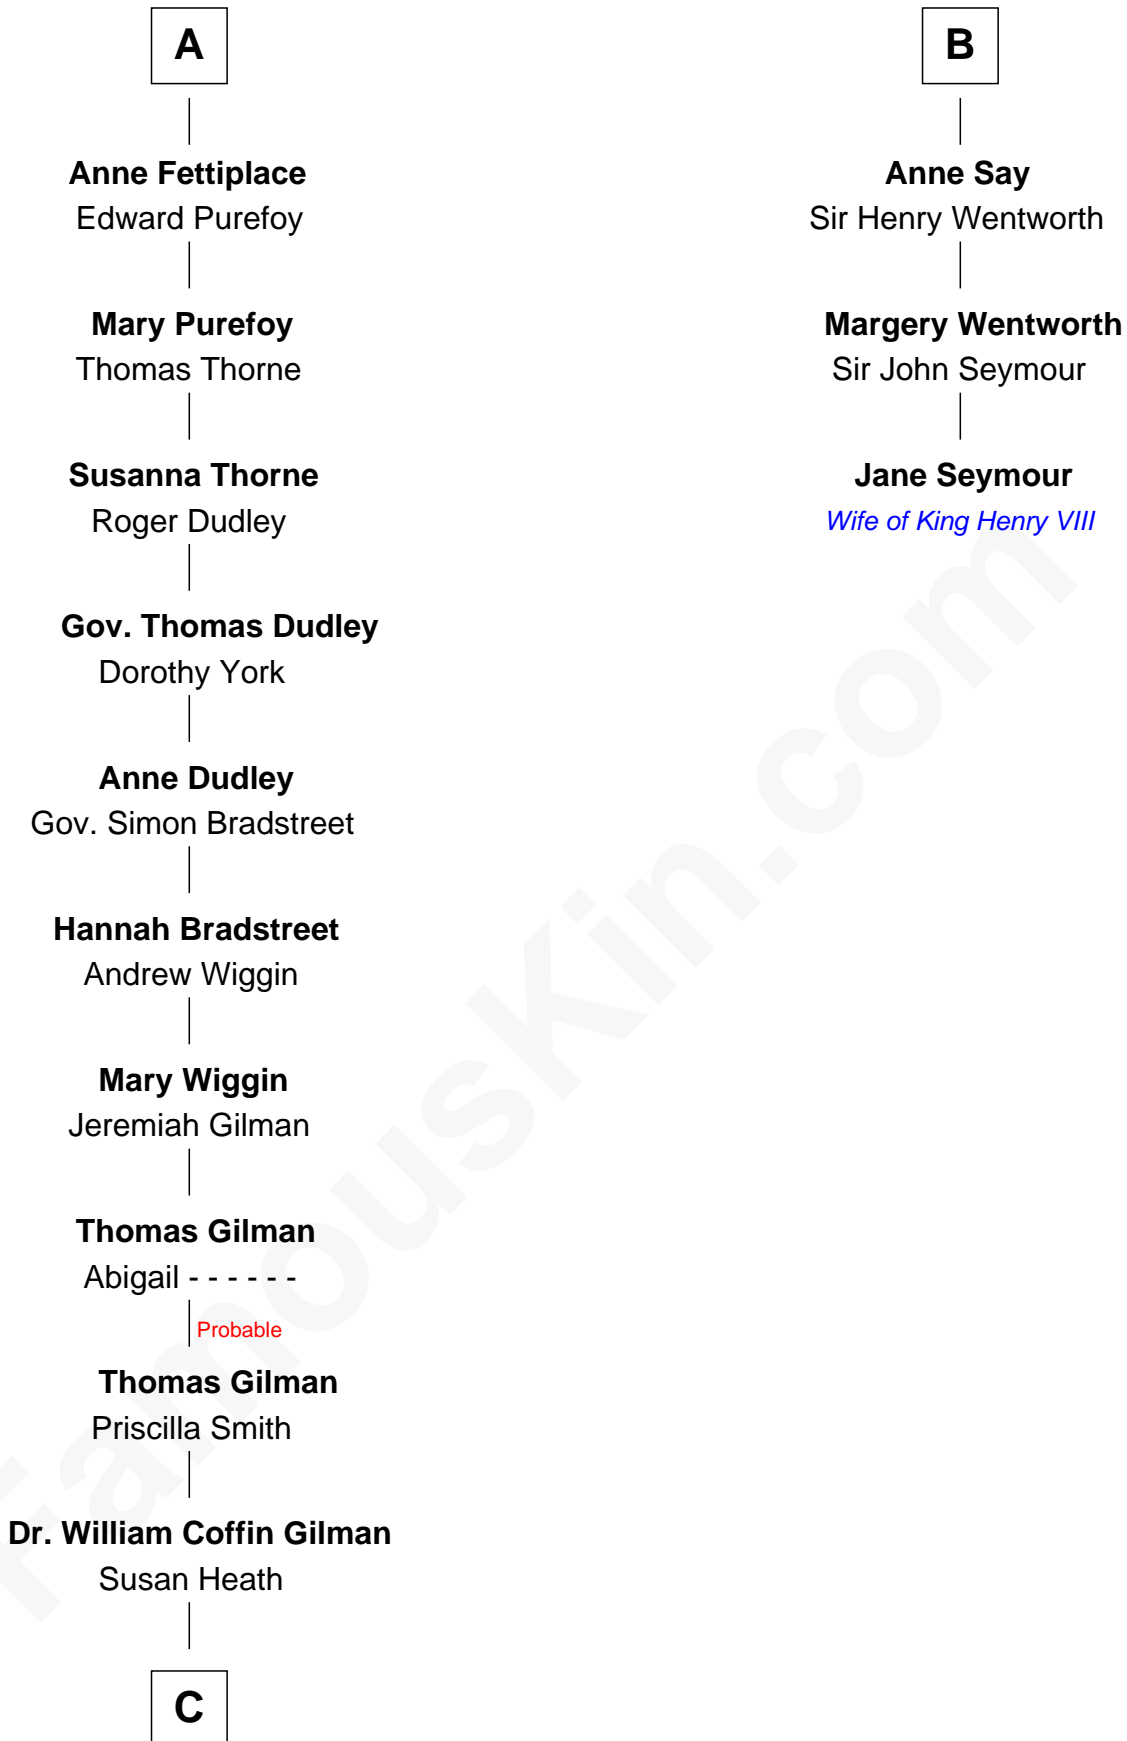 A
Anne Fettiplace
Edward Purefoy
Mary Purefoy
Thomas Thorne
Susanna Thorne
Roger Dudley
Gov. Thomas Dudley
Dorothy York
Anne Dudley
Gov. Simon Bradstreet
Hannah Bradstreet
Andrew Wiggin
Mary Wiggin
Jeremiah Gilman
Thomas Gilman
Abigail - - - - - -
Probable
Thomas Gilman
Priscilla Smith
Dr. William Coffin Gilman
Susan Heath
C
B
Anne Say
Sir Henry Wentworth
Margery Wentworth
Sir John Seymour
Jane Seymour
Wife of King Henry VIII
FamousKin.com